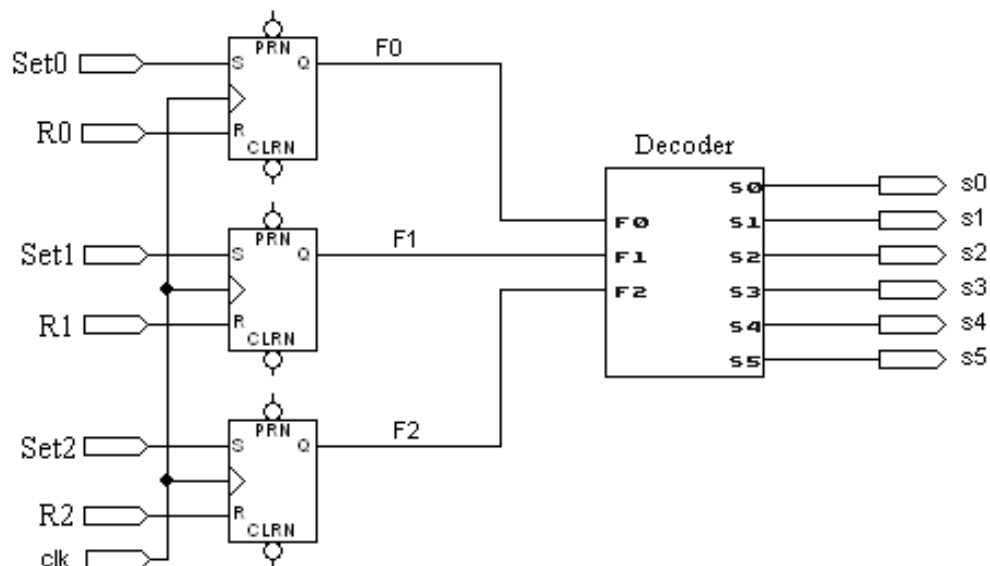 PRN
F0
Set0
S Q
R0
R
CLRN
Decoder
S0 s0
F0
S1 s1
PRN
F1
Set1
S Q
F1
S2 s2
F2
S3 s3
R1
R
CLRN
S4 s4
S5 s5
PRN
F2
Set2
S Q
R2
R
CLRN
clk